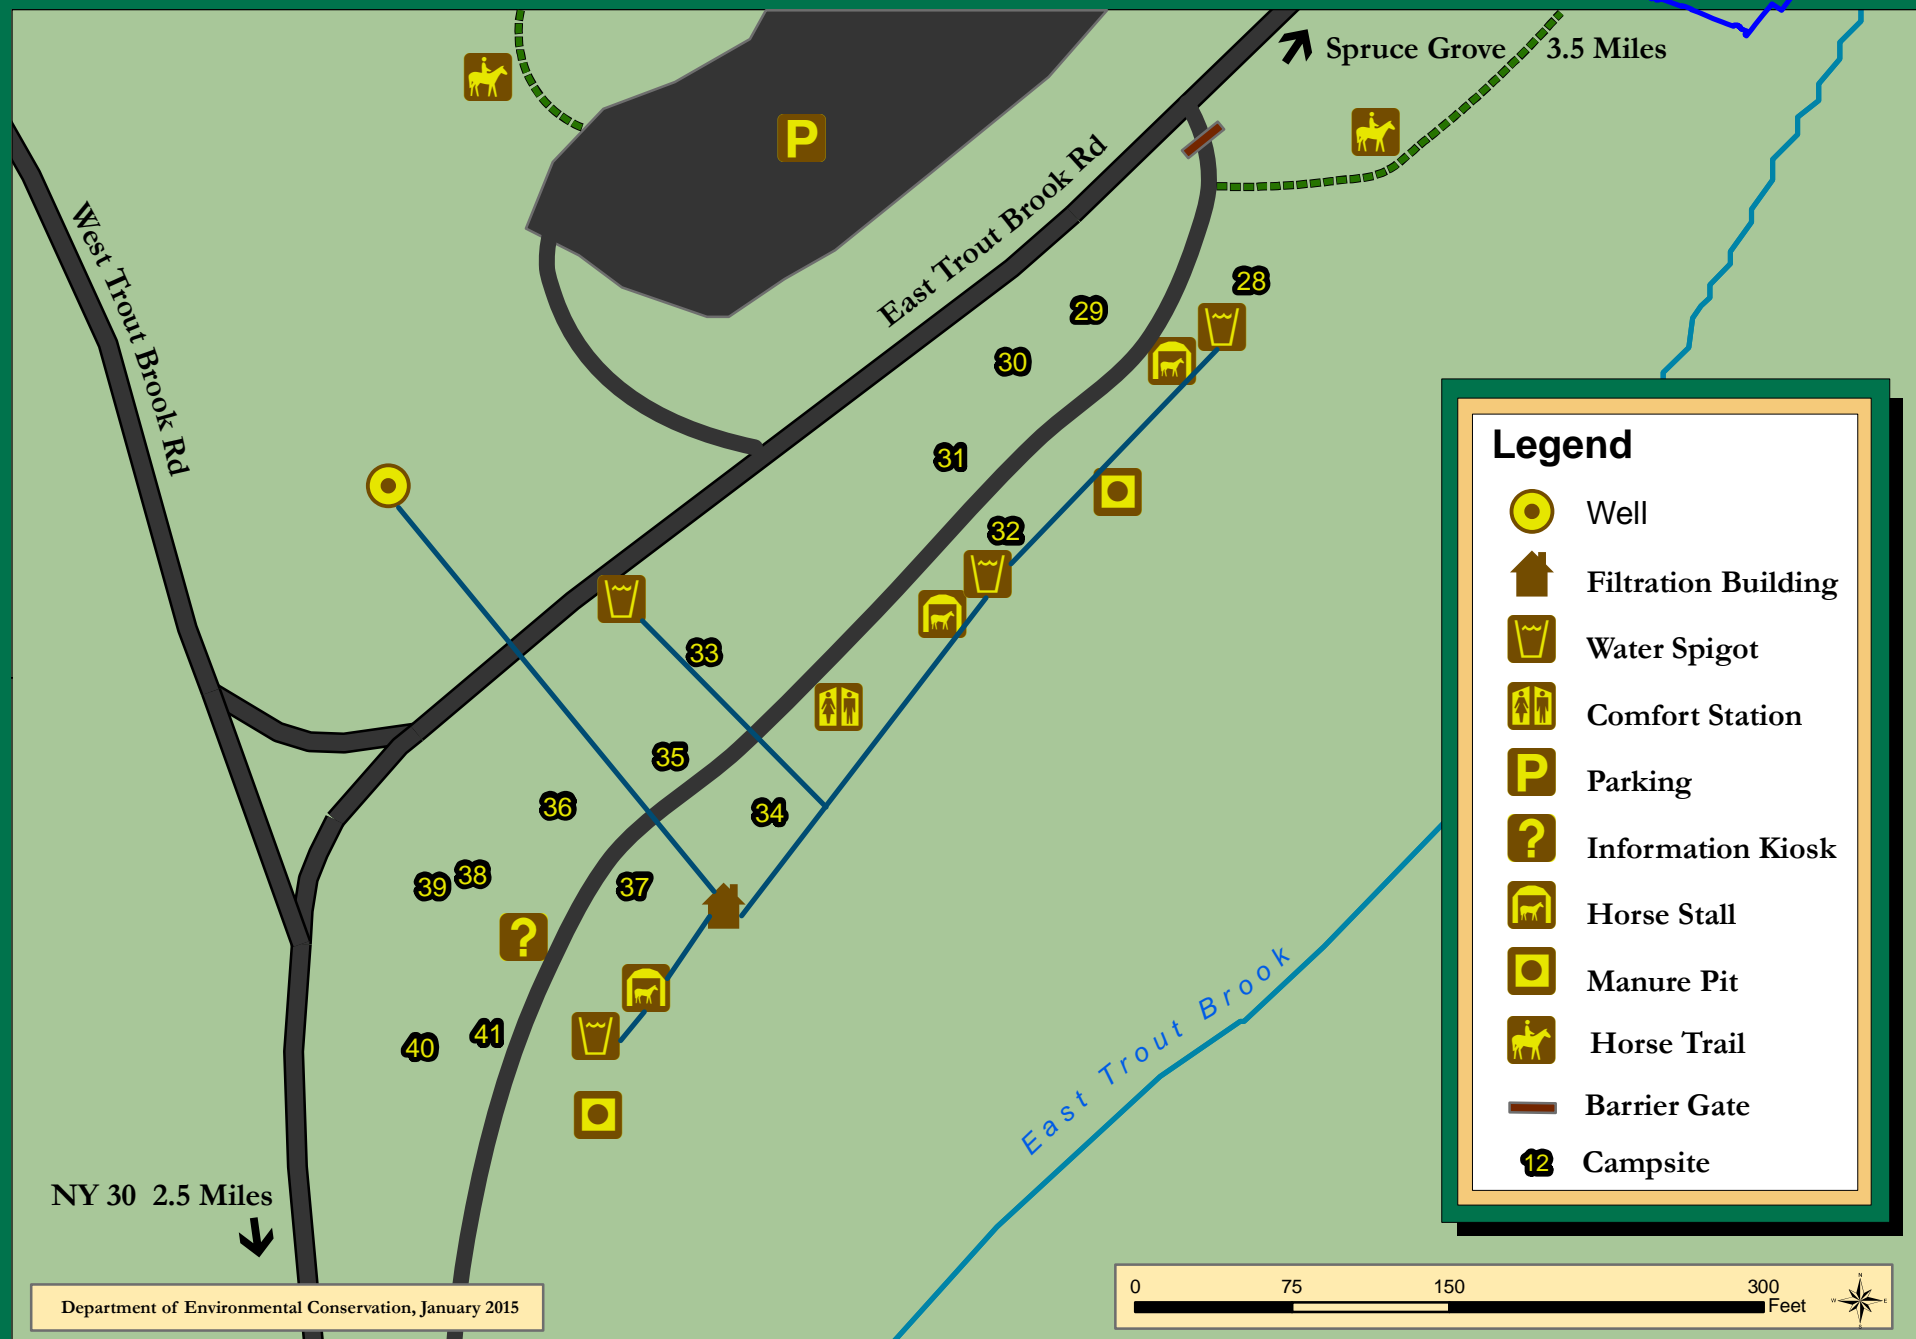 Spruce Grove 3.5 Miles
P
West Trout Brook Rd
East Trout Brook Rd
28
29
30
31
32
33
35
36
34
39
38
37
?
41
40
East Trout Brook
NY 30 2.5 Miles
Department of Environmental Conservation, January 2015
Legend
Well
Filtration Building
Water Spigot
Comfort Station
P Parking
? Information Kiosk
Horse Stall
Manure Pit
Horse Trail
Barrier Gate
12 Campsite
0 75 150 300
Feet
N
W E
S